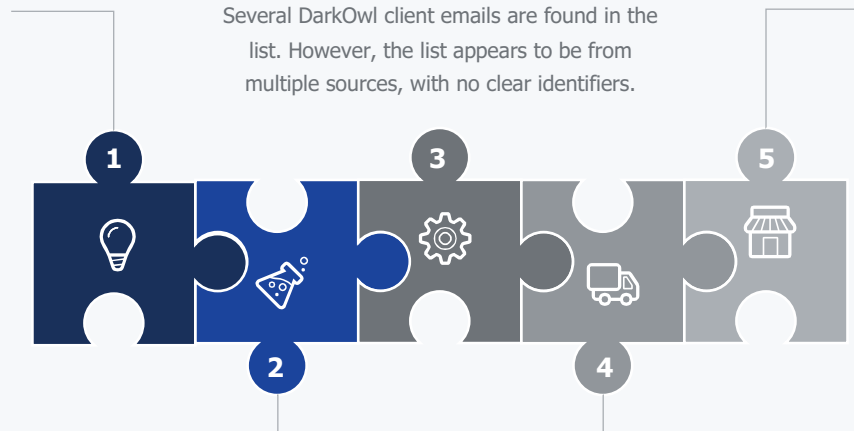 Several DarkOwl client emails are found in the
list. However, the list appears to be from
multiple sources, with no clear identifiers.
1
3
5
2
4